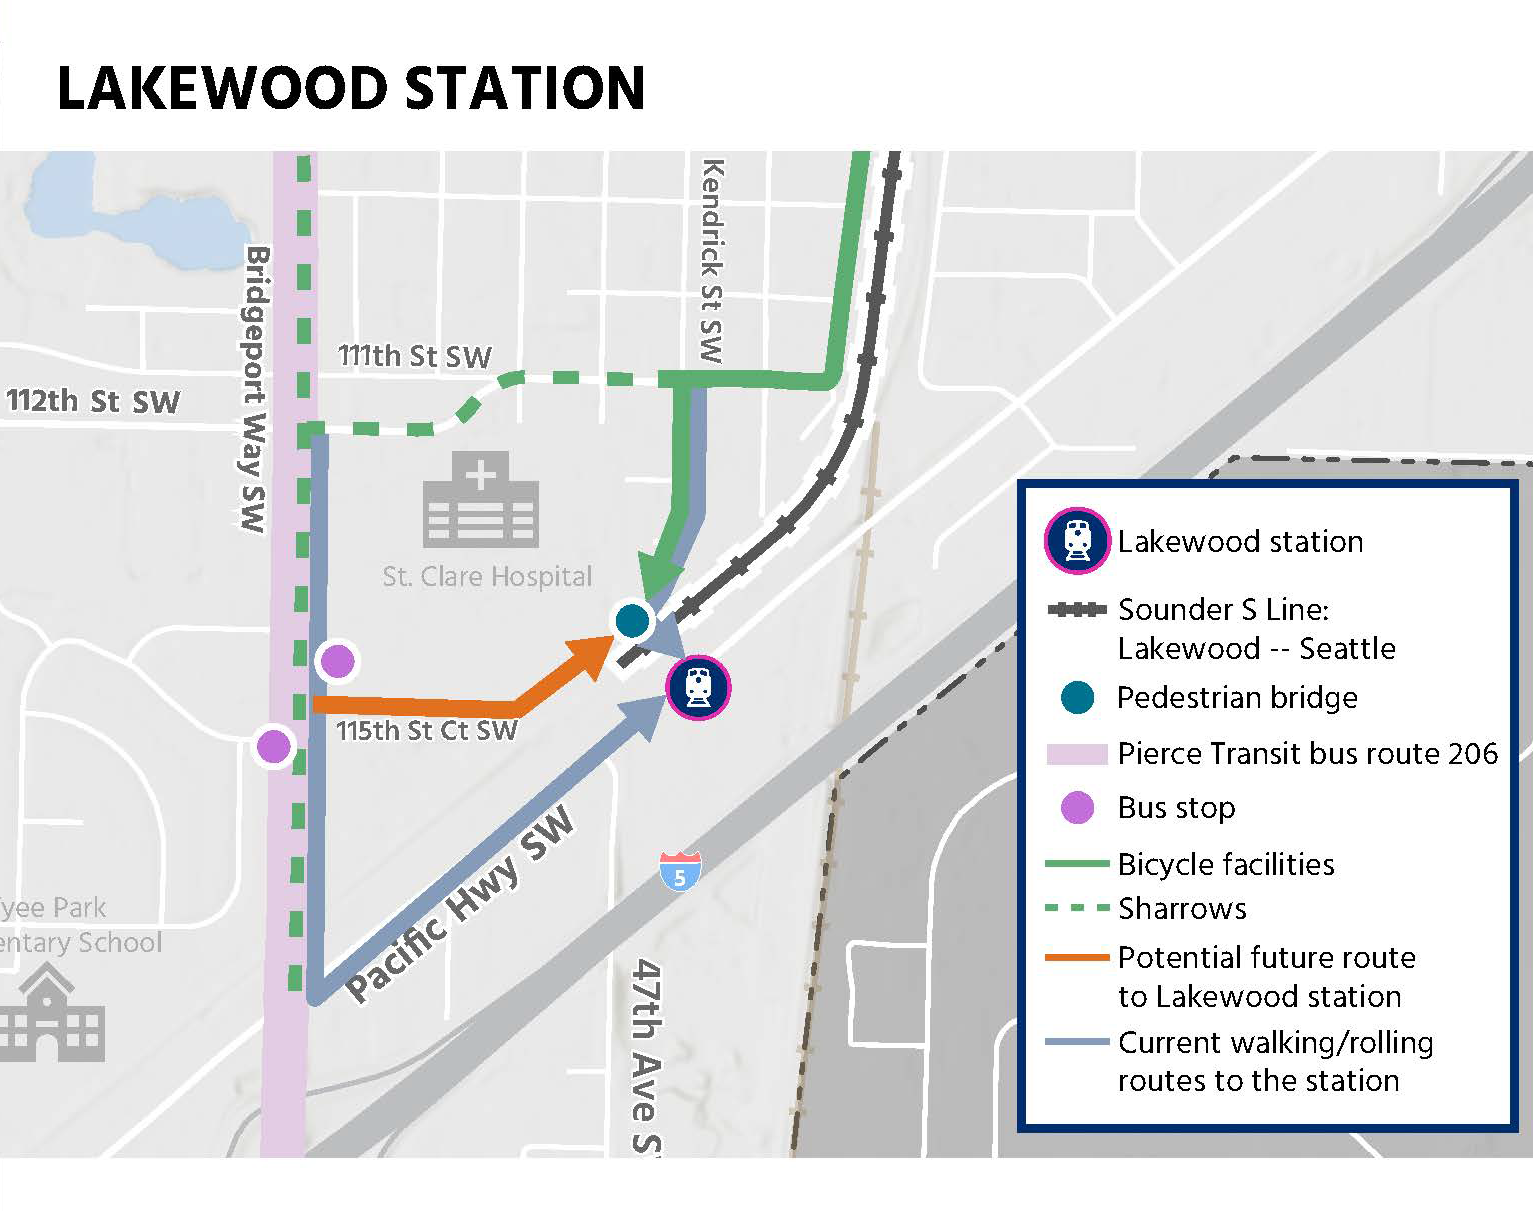 LAKEWOOD STATION
Kendrick St SW
Bridgeport Way SW
111th St SW
112th St SW
St. Clare Hospital
115th St Ct SW
Pacific Hwy SW
5
47th Ave S
yee Park
entary School
Lakewood station
Sounder S Line:
Lakewood -- Seattle
Pedestrian bridge
Pierce Transit bus route 206
Bus stop
Bicycle facilities
Sharrows
Potential future route
to Lakewood station
Current walking/rolling
routes to the station